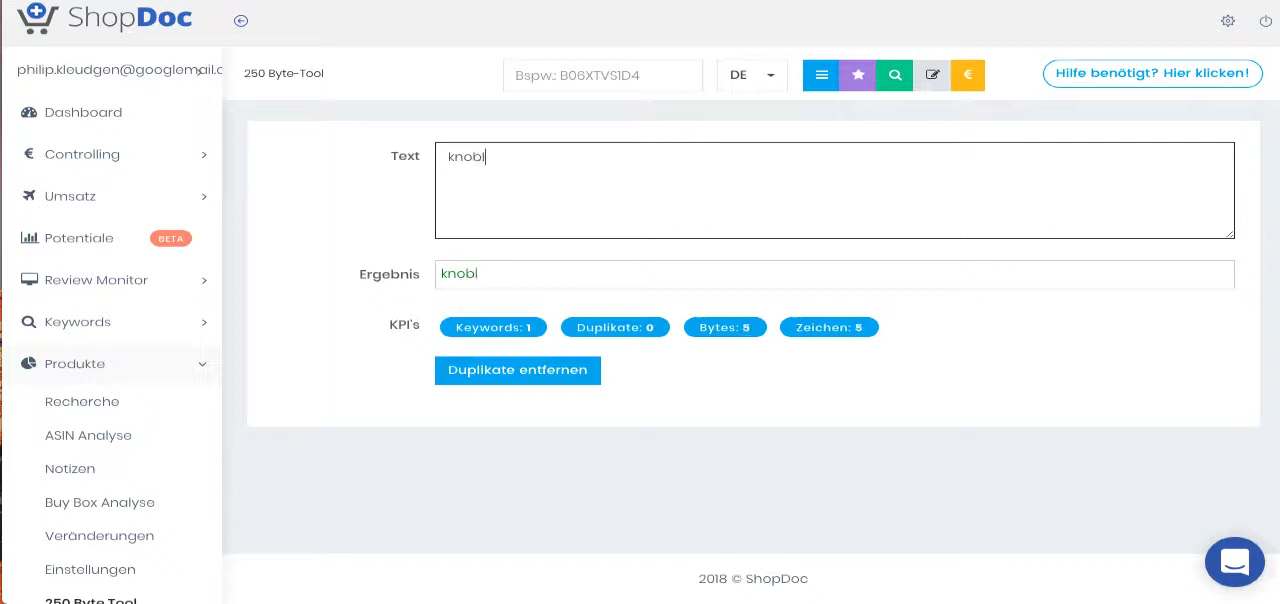 ShopDoc
philip.kleudgen@googlemail.c
250 Byte-Tool
Bspw.: B06XTVS1D4
DE
Hilfe benötigt? Hier klicken!
Dashboard
Controlling
Umsatz
Potentiale BETA
Review Monitor
Keywords
Produkte
Recherche
ASIN Analyse
Notizen
Buy Box Analyse
Veränderungen
Einstellungen
250 Byte Tool
Text
knobl
Ergebnis
knobl
KPI's
Keywords: 1 Duplikate: 0 Bytes: 5 Zeichen: 5
Duplikate entfernen
2018 © ShopDoc